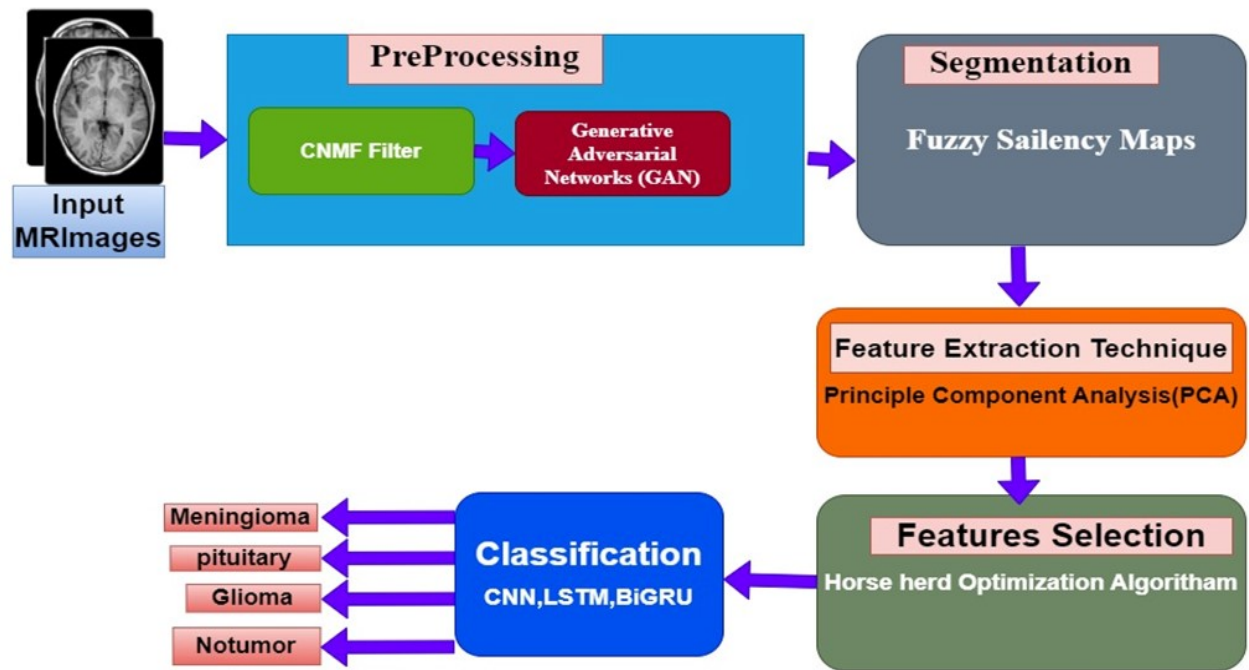 Input
MRImages
PreProcessing
CNMF Filter
Generative
Adversarial
Networks (GAN)
Segmentation
Fuzzy Sailency Maps
Feature Extraction Technique
Principle Component Analysis(PCA)
Features Selection
Horse herd Optimization Algoritham
Classification
CNN,LSTM,BiGRU
Meningioma
pituitary
Glioma
Notumor